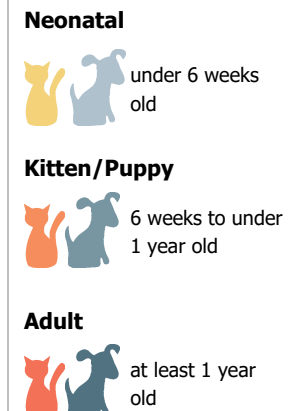 Neonatal
under 6 weeks
old
Kitten/Puppy
6 weeks to under
1 year old
Adult
at least 1 year
old